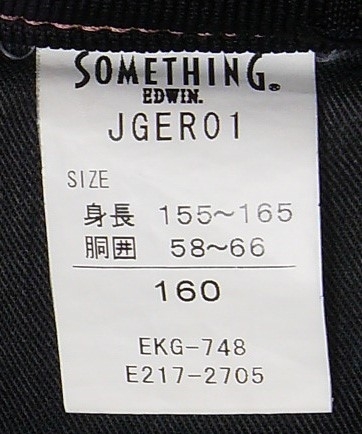 SOMETHING®
EDWIN.
JGER01
SIZE
身長 155~165
胴囲 58~66
160
EKG-748
E217-2705